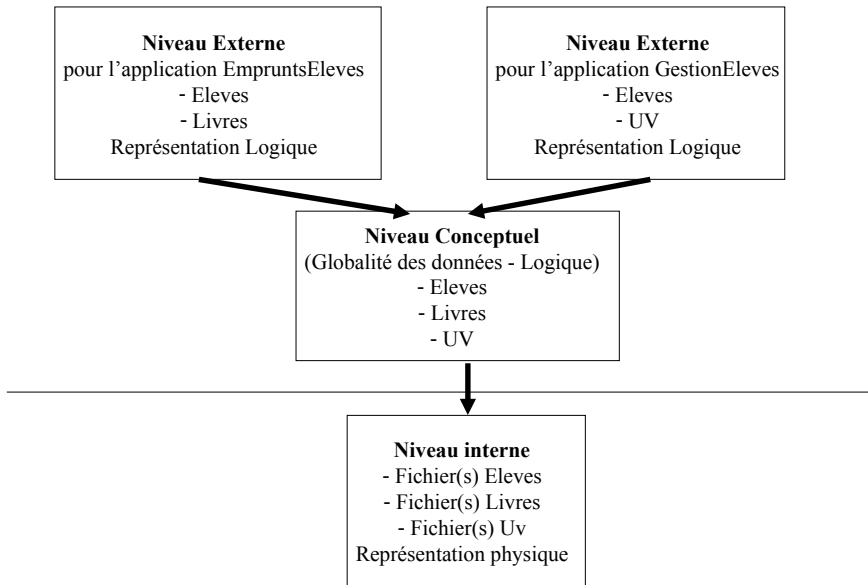 Niveau Externe
pour l’application EmpruntsEleves
- Eleves
- Livres
Représentation Logique
Niveau Externe
pour l’application GestionEleves
- Eleves
- UV
Représentation Logique
Niveau Conceptuel
(Globalité des données - Logique)
- Eleves
- Livres
- UV
Niveau interne
- Fichier(s) Eleves
- Fichier(s) Livres
- Fichier(s) Uv
Représentation physique